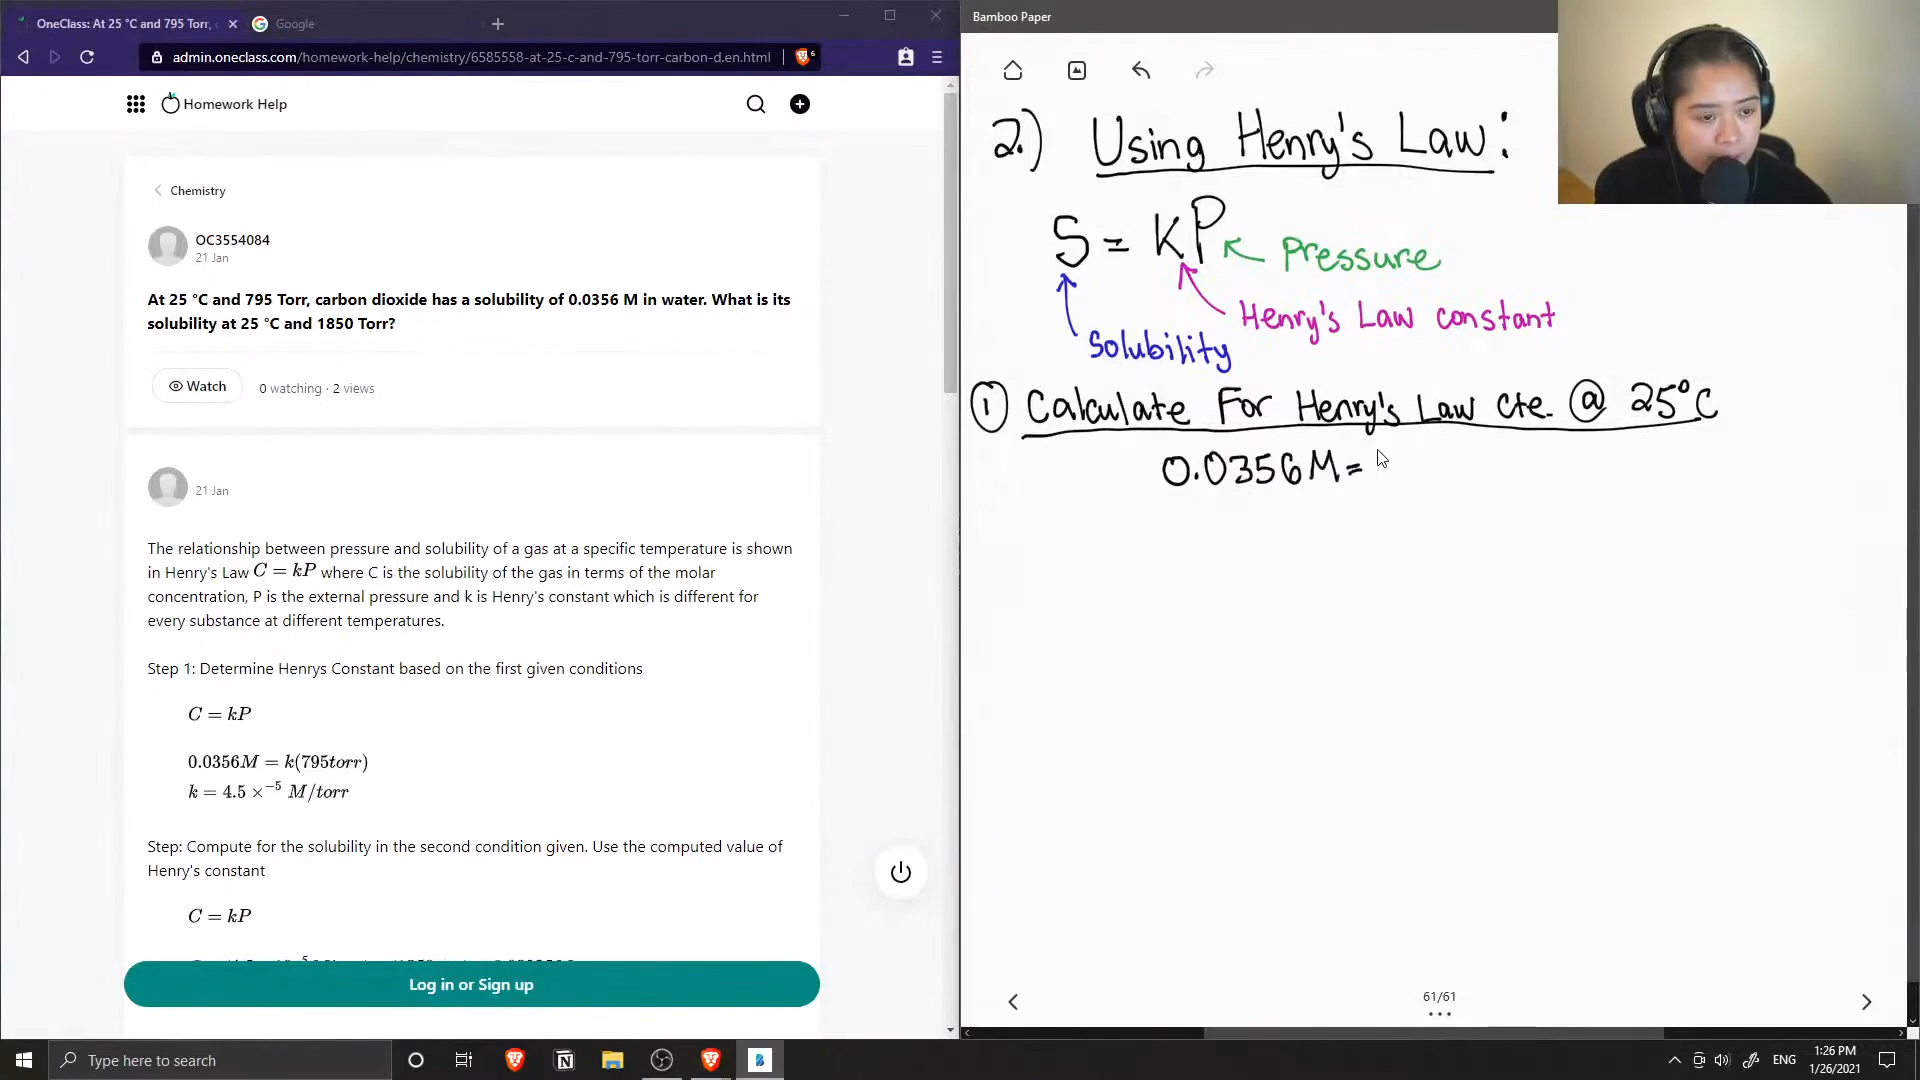 OneClass: At 25 °C and 795 Torr,
Google
admin.oneclass.com/homework-help/chemistry/6585558-at-25-c-and-795-torr-carbon-d.en.html
6
Homework Help
Chemistry
OC3554084
21 Jan
At 25 °C and 795 Torr, carbon dioxide has a solubility of 0.0356 M in water. What is its
solubility at 25 °C and 1850 Torr?
Watch
0 watching · 2 views
21 Jan
The relationship between pressure and solubility of a gas at a specific temperature is shown
in Henry's Law C = kP where C is the solubility of the gas in terms of the molar
concentration, P is the external pressure and k is Henry's constant which is different for
every substance at different temperatures.
Step 1: Determine Henrys Constant based on the first given conditions
C = kP
0.0356M = k(795torr)
k = 4.5 ×⁻⁵ M/torr
Step: Compute for the solubility in the second condition given. Use the computed value of
Henry's constant
C = kP
Log in or Sign up
Bamboo Paper
2.) Using Henry's Law:
S = kP
Pressure
Henry's Law constant
Solubility
① Calculate For Henry's Law Cte. @ 25°C
0.0356M =
61/61
Type here to search
ENG
1:26 PM
1/26/2021